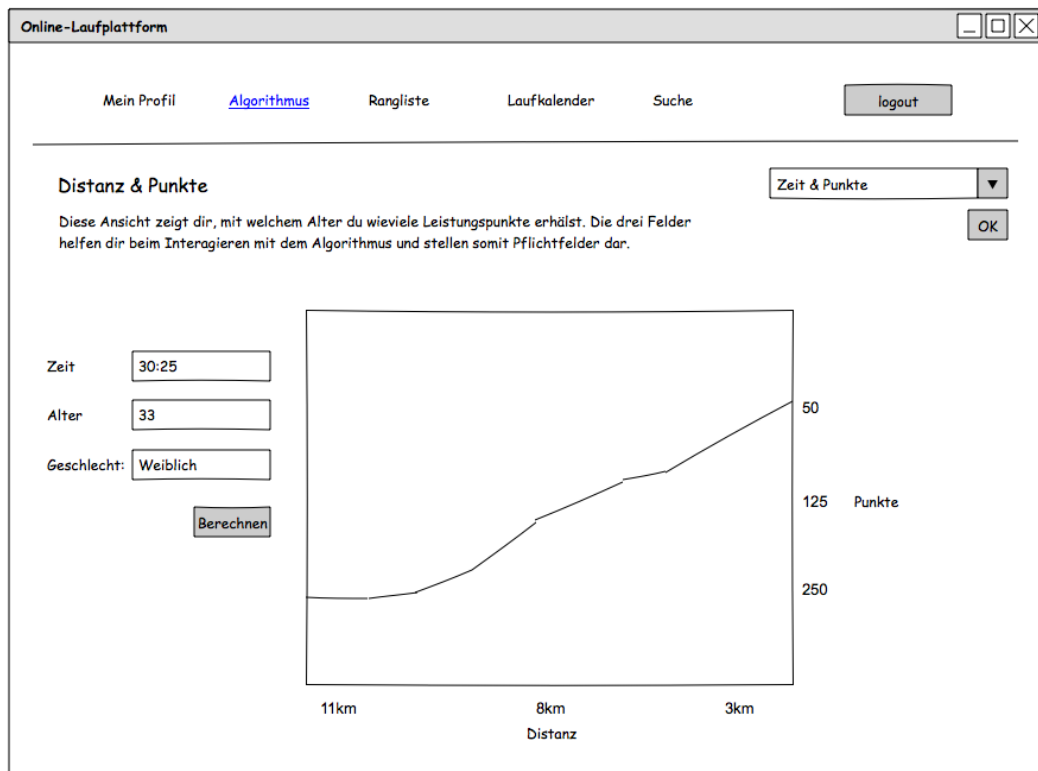 Online-Laufplattform
Mein Profil Algorithmus Rangliste Laufkalender Suche logout
Distanz & Punkte
Zeit & Punkte
Diese Ansicht zeigt dir, mit welchem Alter du wieviele Leistungspunkte erhälst. Die drei Felder
helfen dir beim Interagieren mit dem Algorithmus und stellen somit Pflichtfelder dar.
OK
Zeit 30:25
Alter 33
Geschlecht: Weiblich
Berechnen
50
125 Punkte
250
11km 8km 3km
Distanz